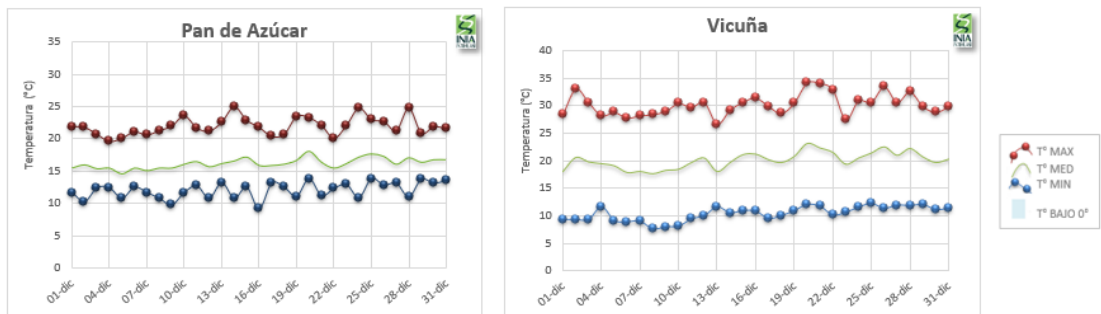 Pan de Azúcar
INIA
Temperatura (°C)
35
30
25
20
15
10
5
0
01-dic
04-dic
07-dic
10-dic
13-dic
16-dic
19-dic
22-dic
25-dic
28-dic
31-dic
Vicuña
INIA
Temperatura (°C)
40
35
30
25
20
15
10
5
0
01-dic
04-dic
07-dic
10-dic
13-dic
16-dic
19-dic
22-dic
25-dic
28-dic
31-dic
T° MAX
T° MED
T° MIN
T° BAJO 0°